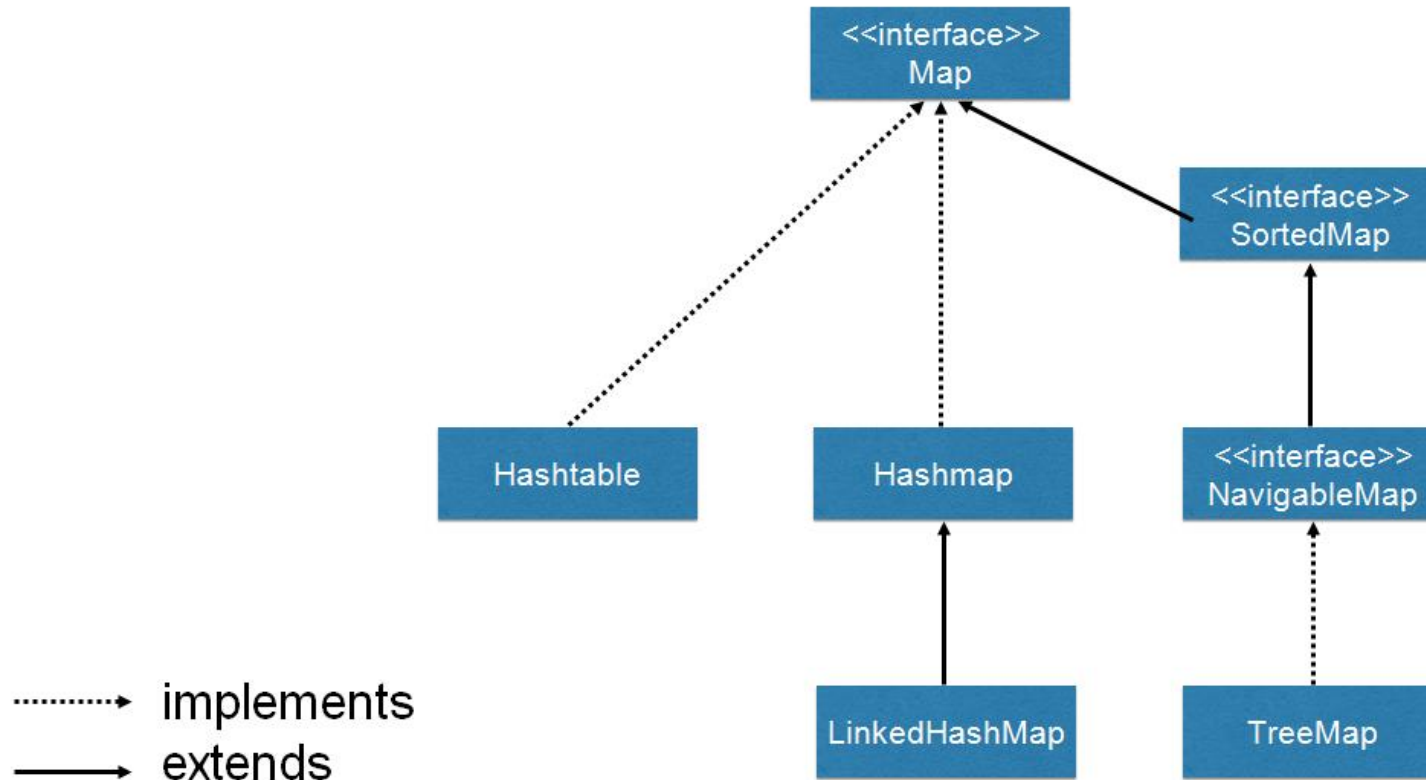 <<interface>>
Map
<<interface>>
SortedMap
Hashtable
Hashmap
<<interface>>
NavigableMap
LinkedHashMap
TreeMap
implements
extends